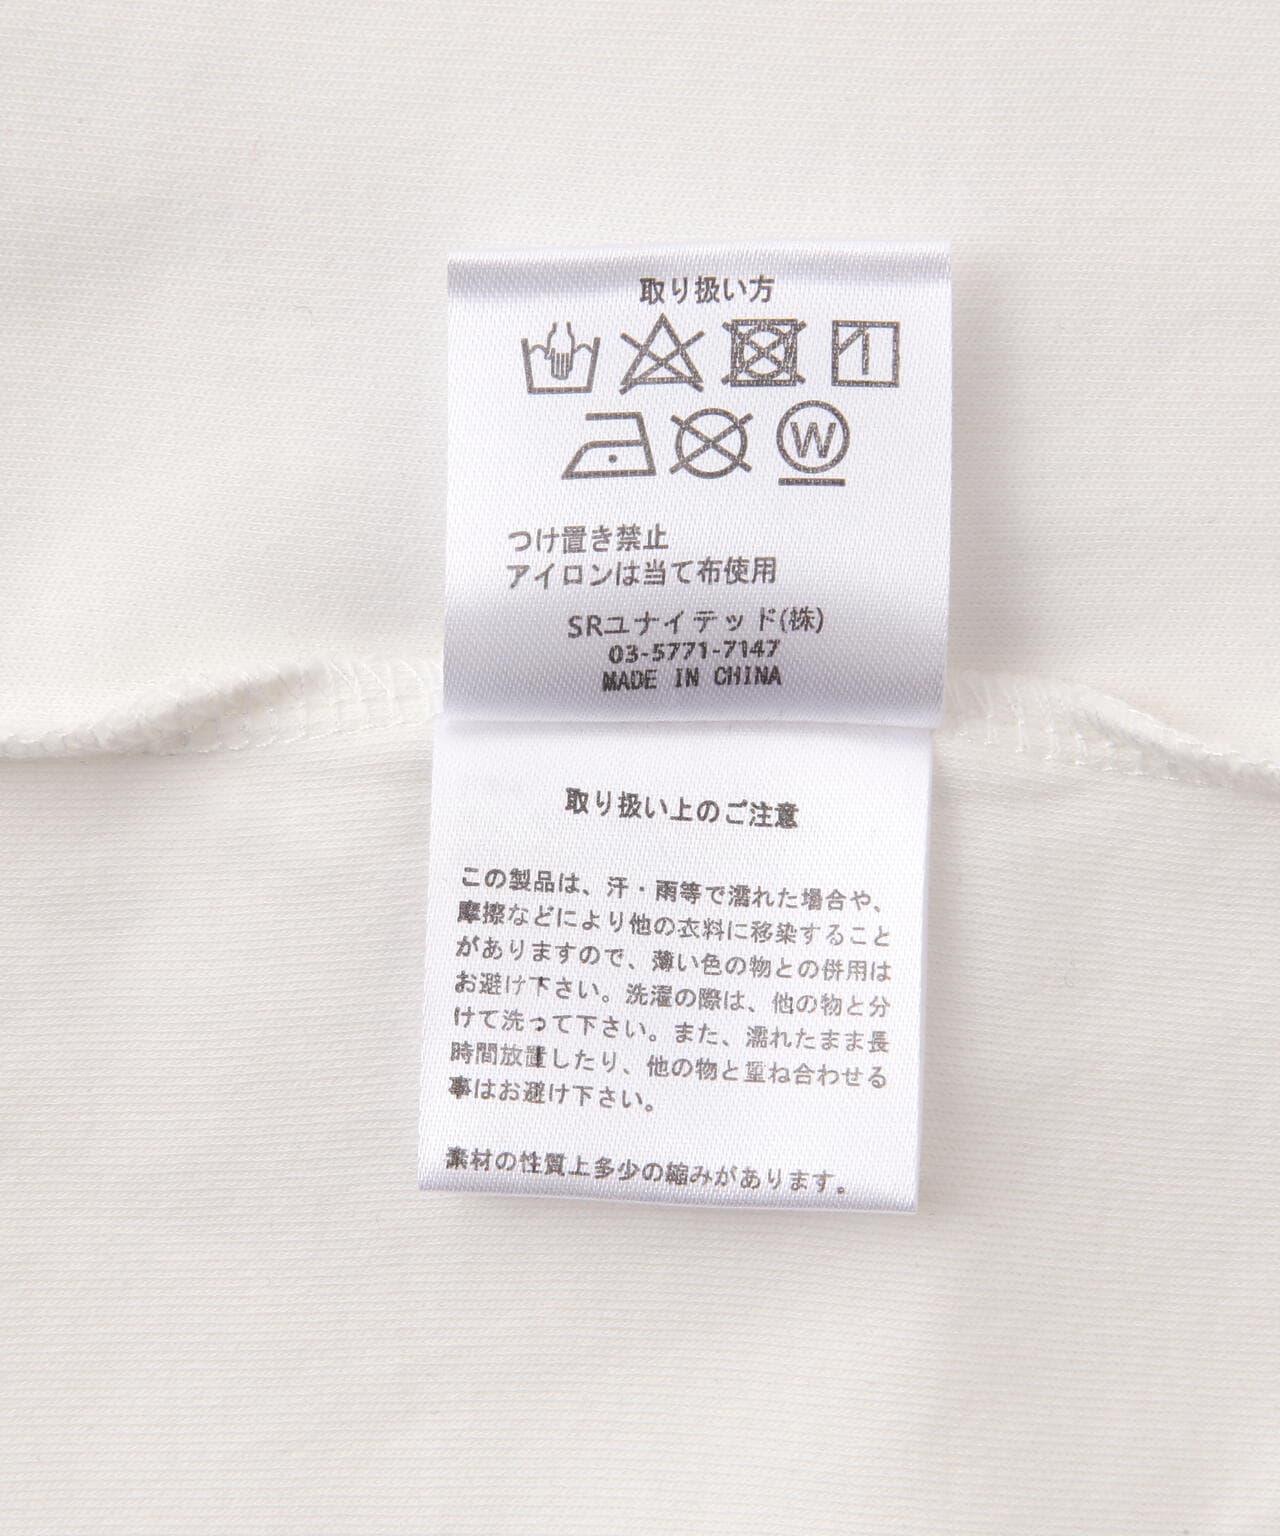 取り扱い方
W
つけ置き禁止
アイロンは当て布使用
SRユナイテッド(株)
03-5771-7147
MADE IN CHINA
取り扱い上のご注意
この製品は、汗・雨等で濡れた場合や、
摩擦などにより他の衣料に移染すること
がありますので、薄い色の物との併用は
お避け下さい。洗濯の際は、他の物と分
けて洗って下さい。また、濡れたまま長
時間放置したり、他の物と重ね合わせる
事はお避け下さい。
素材の性質上多少の縮みがあります。